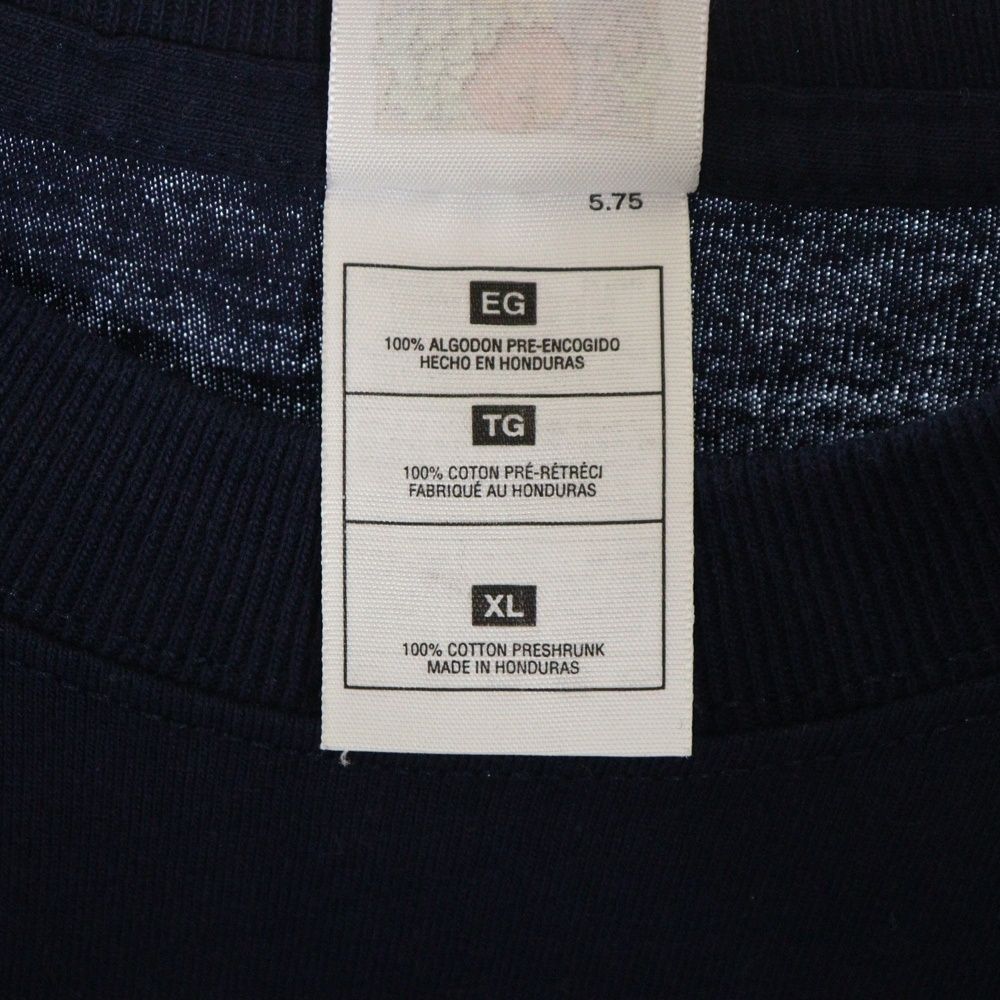 5.75
EG
100% ALGODON PRE-ENCOGIDO
HECHO EN HONDURAS
TG
100% COTON PRÉ-RÉTRÉCI
FABRIQUÉ AU HONDURAS
XL
100% COTTON PRESHRUNK
MADE IN HONDURAS